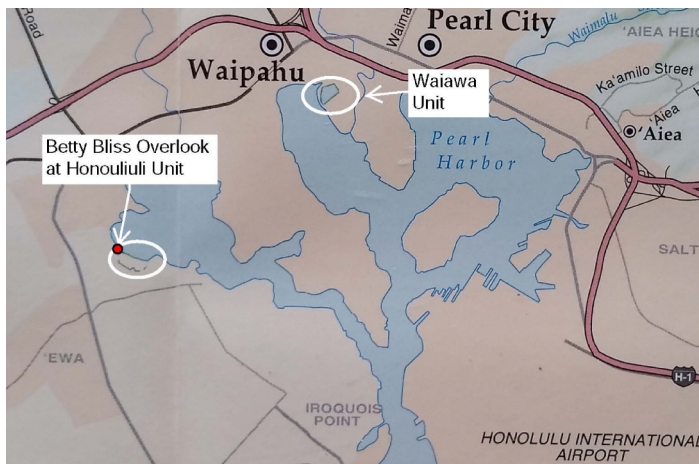 Road
Waima
Pearl City
Waimalu
'AIEA HEIG
Waipahu
Waiawa
Unit
Ka'amilo Street
'Aiea
'Aiea
Betty Bliss Overlook
at Honouliuli Unit
Pearl
Harbor
SALT
'EWA
H-1
IROQUOIS
POINT
HONOLULU INTERNATIONAL
AIRPORT